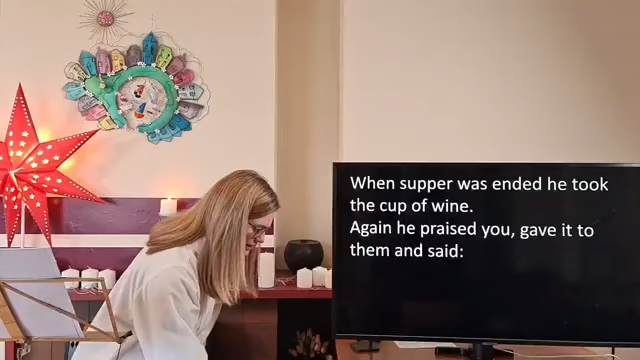 When supper was ended he took
the cup of wine.
Again he praised you, gave it to
them and said: